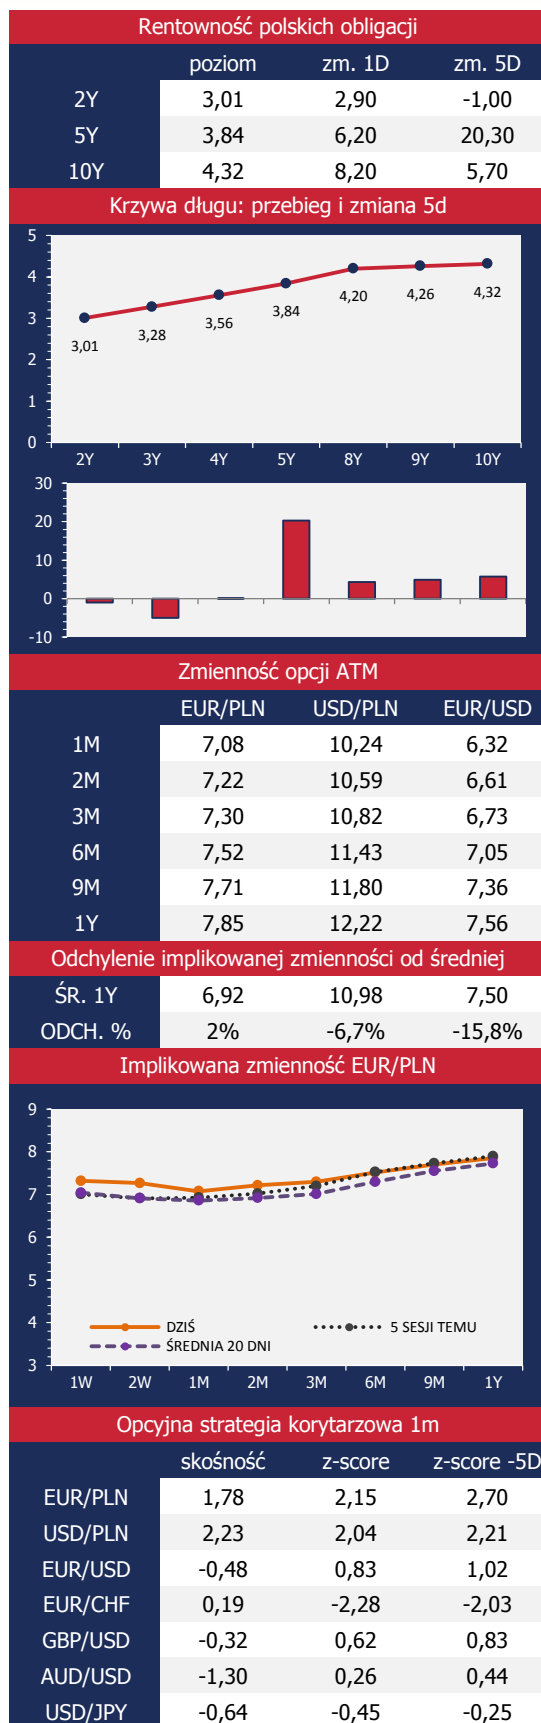 Rentowność polskich obligacji
poziom zm. 1D zm. 5D
2Y 3,01 2,90 -1,00
5Y 3,84 6,20 20,30
10Y 4,32 8,20 5,70
Krzywa długu: przebieg i zmiana 5d
5
4
3
2
1
0
3,01 3,28 3,56 3,84 4,20 4,26 4,32
2Y 3Y 4Y 5Y 8Y 9Y 10Y
30
20
10
0
-10
Zmienność opcji ATM
EUR/PLN USD/PLN EUR/USD
1M 7,08 10,24 6,32
2M 7,22 10,59 6,61
3M 7,30 10,82 6,73
6M 7,52 11,43 7,05
9M 7,71 11,80 7,36
1Y 7,85 12,22 7,56
Odchylenie implikowanej zmienności od średniej
ŚR. 1Y 6,92 10,98 7,50
ODCH. % 2% -6,7% -15,8%
Implikowana zmienność EUR/PLN
9
8
7
6
5
4
3
DZIŚ 5 SESJI TEMU
ŚREDNIA 20 DNI
1W 2W 1M 2M 3M 6M 9M 1Y
Opcyjna strategia korytarzowa 1m
skośność z-score z-score -5D
EUR/PLN 1,78 2,15 2,70
USD/PLN 2,23 2,04 2,21
EUR/USD -0,48 0,83 1,02
EUR/CHF 0,19 -2,28 -2,03
GBP/USD -0,32 0,62 0,83
AUD/USD -1,30 0,26 0,44
USD/JPY -0,64 -0,45 -0,25